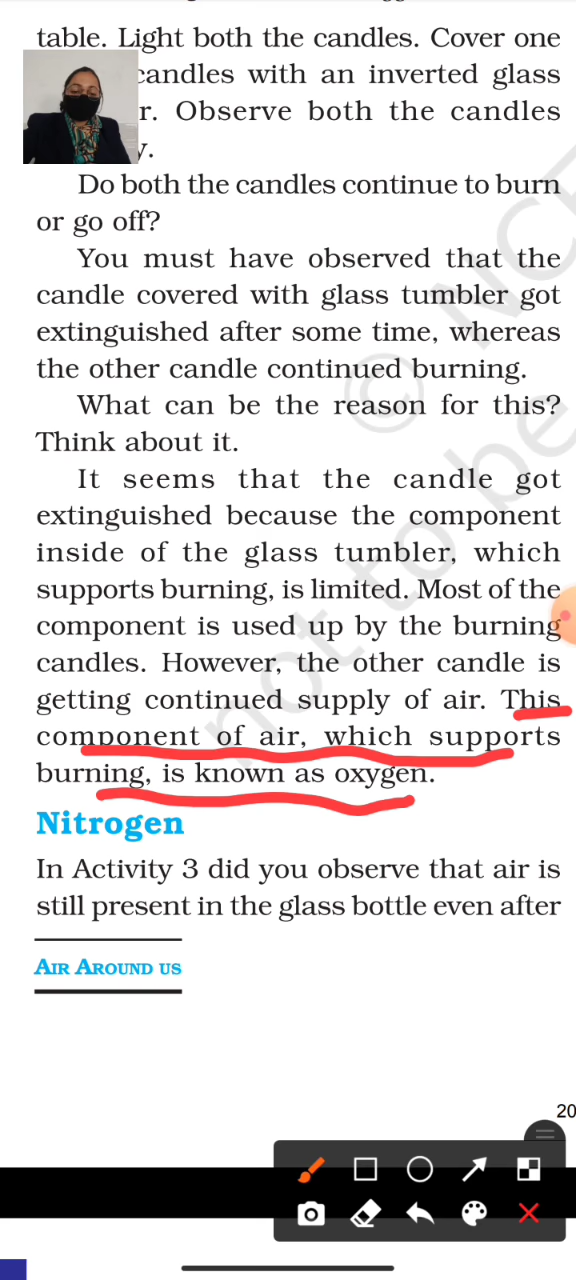 table. Light both the candles. Cover one
candles with an inverted glass
r. Observe both the candles
y.
Do both the candles continue to burn
or go off?
You must have observed that the
candle covered with glass tumbler got
extinguished after some time, whereas
the other candle continued burning.
What can be the reason for this?
Think about it.
It seems that the candle got
extinguished because the component
inside of the glass tumbler, which
supports burning, is limited. Most of the
component is used up by the burning
candles. However, the other candle is
getting continued supply of air. This
component of air, which supports
burning, is known as oxygen.
Nitrogen
In Activity 3 did you observe that air is
still present in the glass bottle even after
AIR AROUND US
20
© NCE
not to be